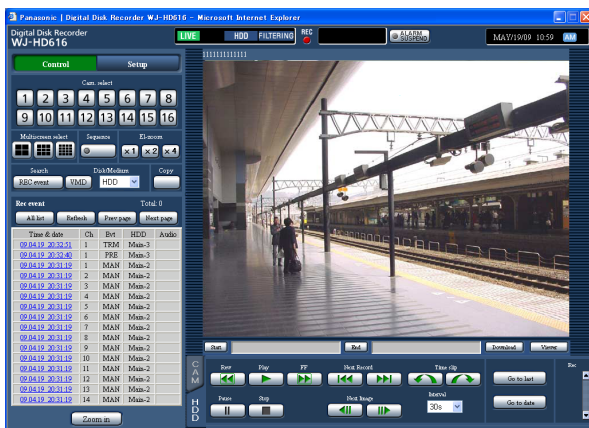 Panasonic | Digital Disk Recorder WJ-HD616 - Microsoft Internet Explorer
Digital Disk Recorder
WJ-HD616
LIVE HDD FILTERING REC ALARM SUSPEND MAY/19/09 10:59 AM
Control Setup
1111111111111
Cam. select
1 2 3 4 5 6 7 8
9 10 11 12 13 14 15 16
Multiscreen select Sequence El-zoom
x1 x2 x4
Search Disk/Medium Copy
REC event VMD HDD
Rec event Total: 0
All list Refresh Prev page Next page
Time & date Ch Evt HDD Audio
09.04.19 20:32:51 1 TRM Main-3
09.04.19 20:32:40 1 PRE Main-3
09.04.19 20:31:19 1 MAN Main-2
09.04.19 20:31:19 2 MAN Main-2
09.04.19 20:31:19 3 MAN Main-2
09.04.19 20:31:19 4 MAN Main-2
09.04.19 20:31:19 5 MAN Main-2
09.04.19 20:31:19 6 MAN Main-2
09.04.19 20:31:19 7 MAN Main-2
09.04.19 20:31:19 8 MAN Main-2
09.04.19 20:31:19 9 MAN Main-2
09.04.19 20:31:19 10 MAN Main-2
09.04.19 20:31:19 11 MAN Main-2
09.04.19 20:31:19 12 MAN Main-2
09.04.19 20:31:19 13 MAN Main-2
09.04.19 20:31:19 14 MAN Main-2
Zoom in
Start End Download Viewer
CAM
HDD
Rew Play FF Next Record Time slip
Go to last
Rec
Pause Stop Next Image Interval
30s
Go to date